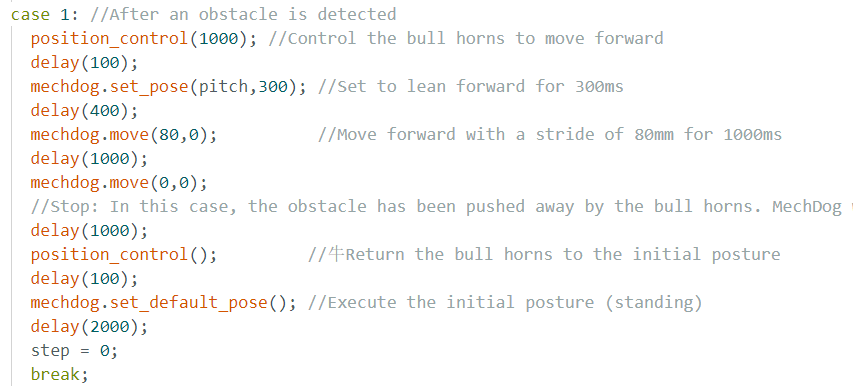 case 1: //After an obstacle is detected
position_control(1000); //Control the bull horns to move forward
delay(100);
mechdog.set_pose(pitch,300); //Set to lean forward for 300ms
delay(400);
mechdog.move(80,0); //Move forward with a stride of 80mm for 1000ms
delay(1000);
mechdog.move(0,0);
//Stop: In this case, the obstacle has been pushed away by the bull horns. MechDog
delay(1000);
position_control(); //牛Return the bull horns to the initial posture
delay(100);
mechdog.set_default_pose(); //Execute the initial posture (standing)
delay(2000);
step = 0;
break;